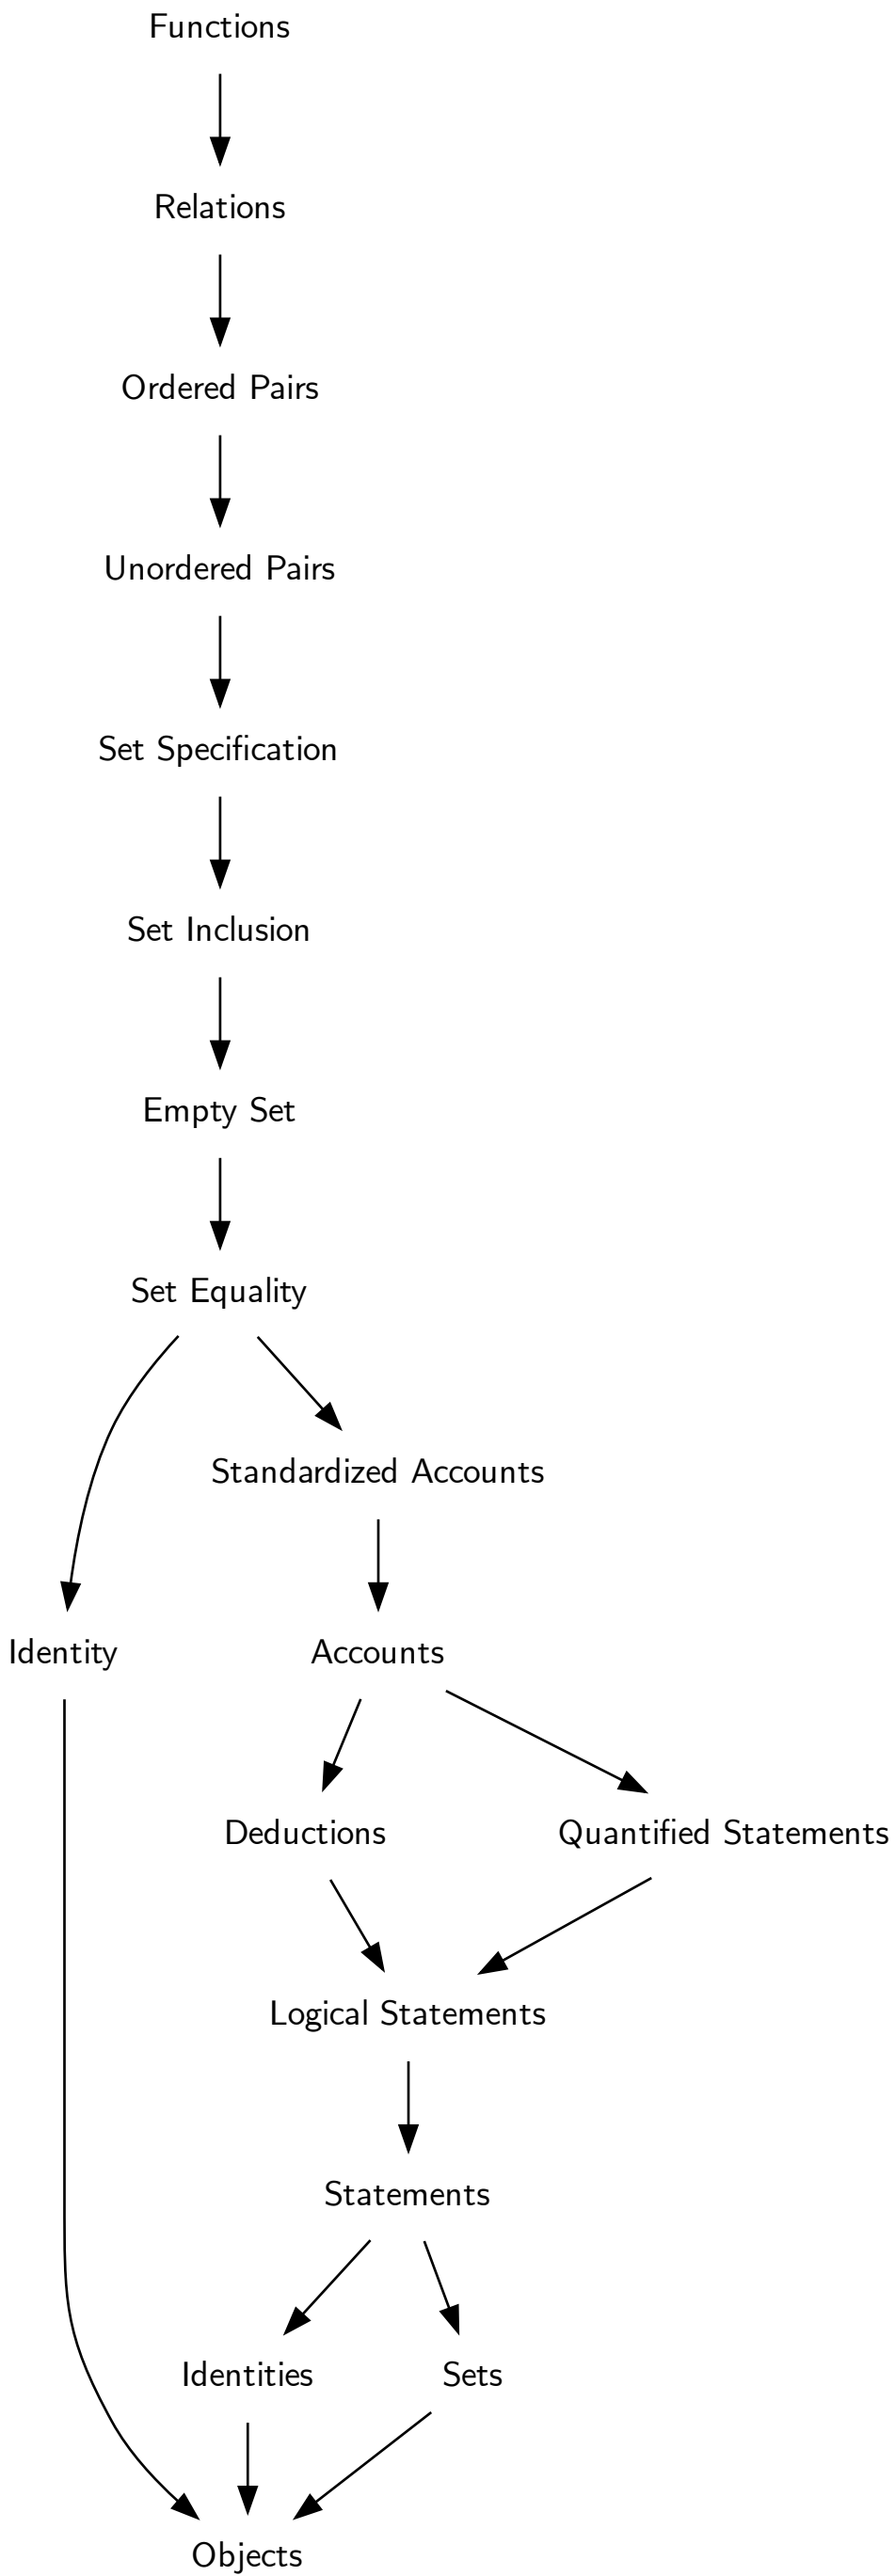 Functions
Relations
Ordered Pairs
Unordered Pairs
Set Specification
Set Inclusion
Empty Set
Set Equality
Standardized Accounts
Identity
Accounts
Deductions
Quantified Statements
Logical Statements
Statements
Identities
Sets
Objects